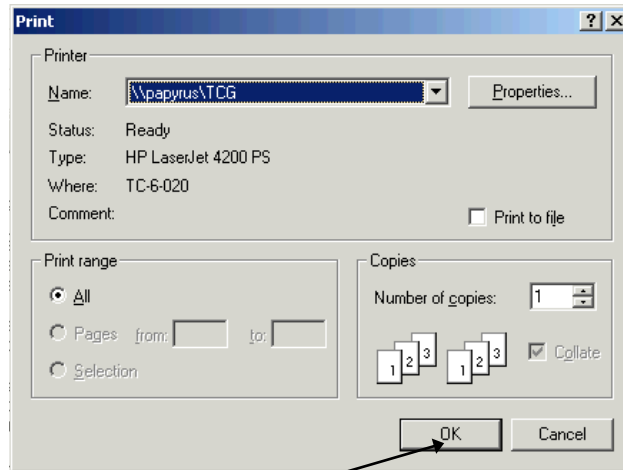 Print
Printer
Name: \\papyrus\TCG Properties...
Status: Ready
Type: HP LaserJet 4200 PS
Where: TC-6-020
Comment:
Print to file
Print range
All
Pages from: to:
Selection
Copies
Number of copies: 1
1 2 3 1 2 3
Collate
OK Cancel